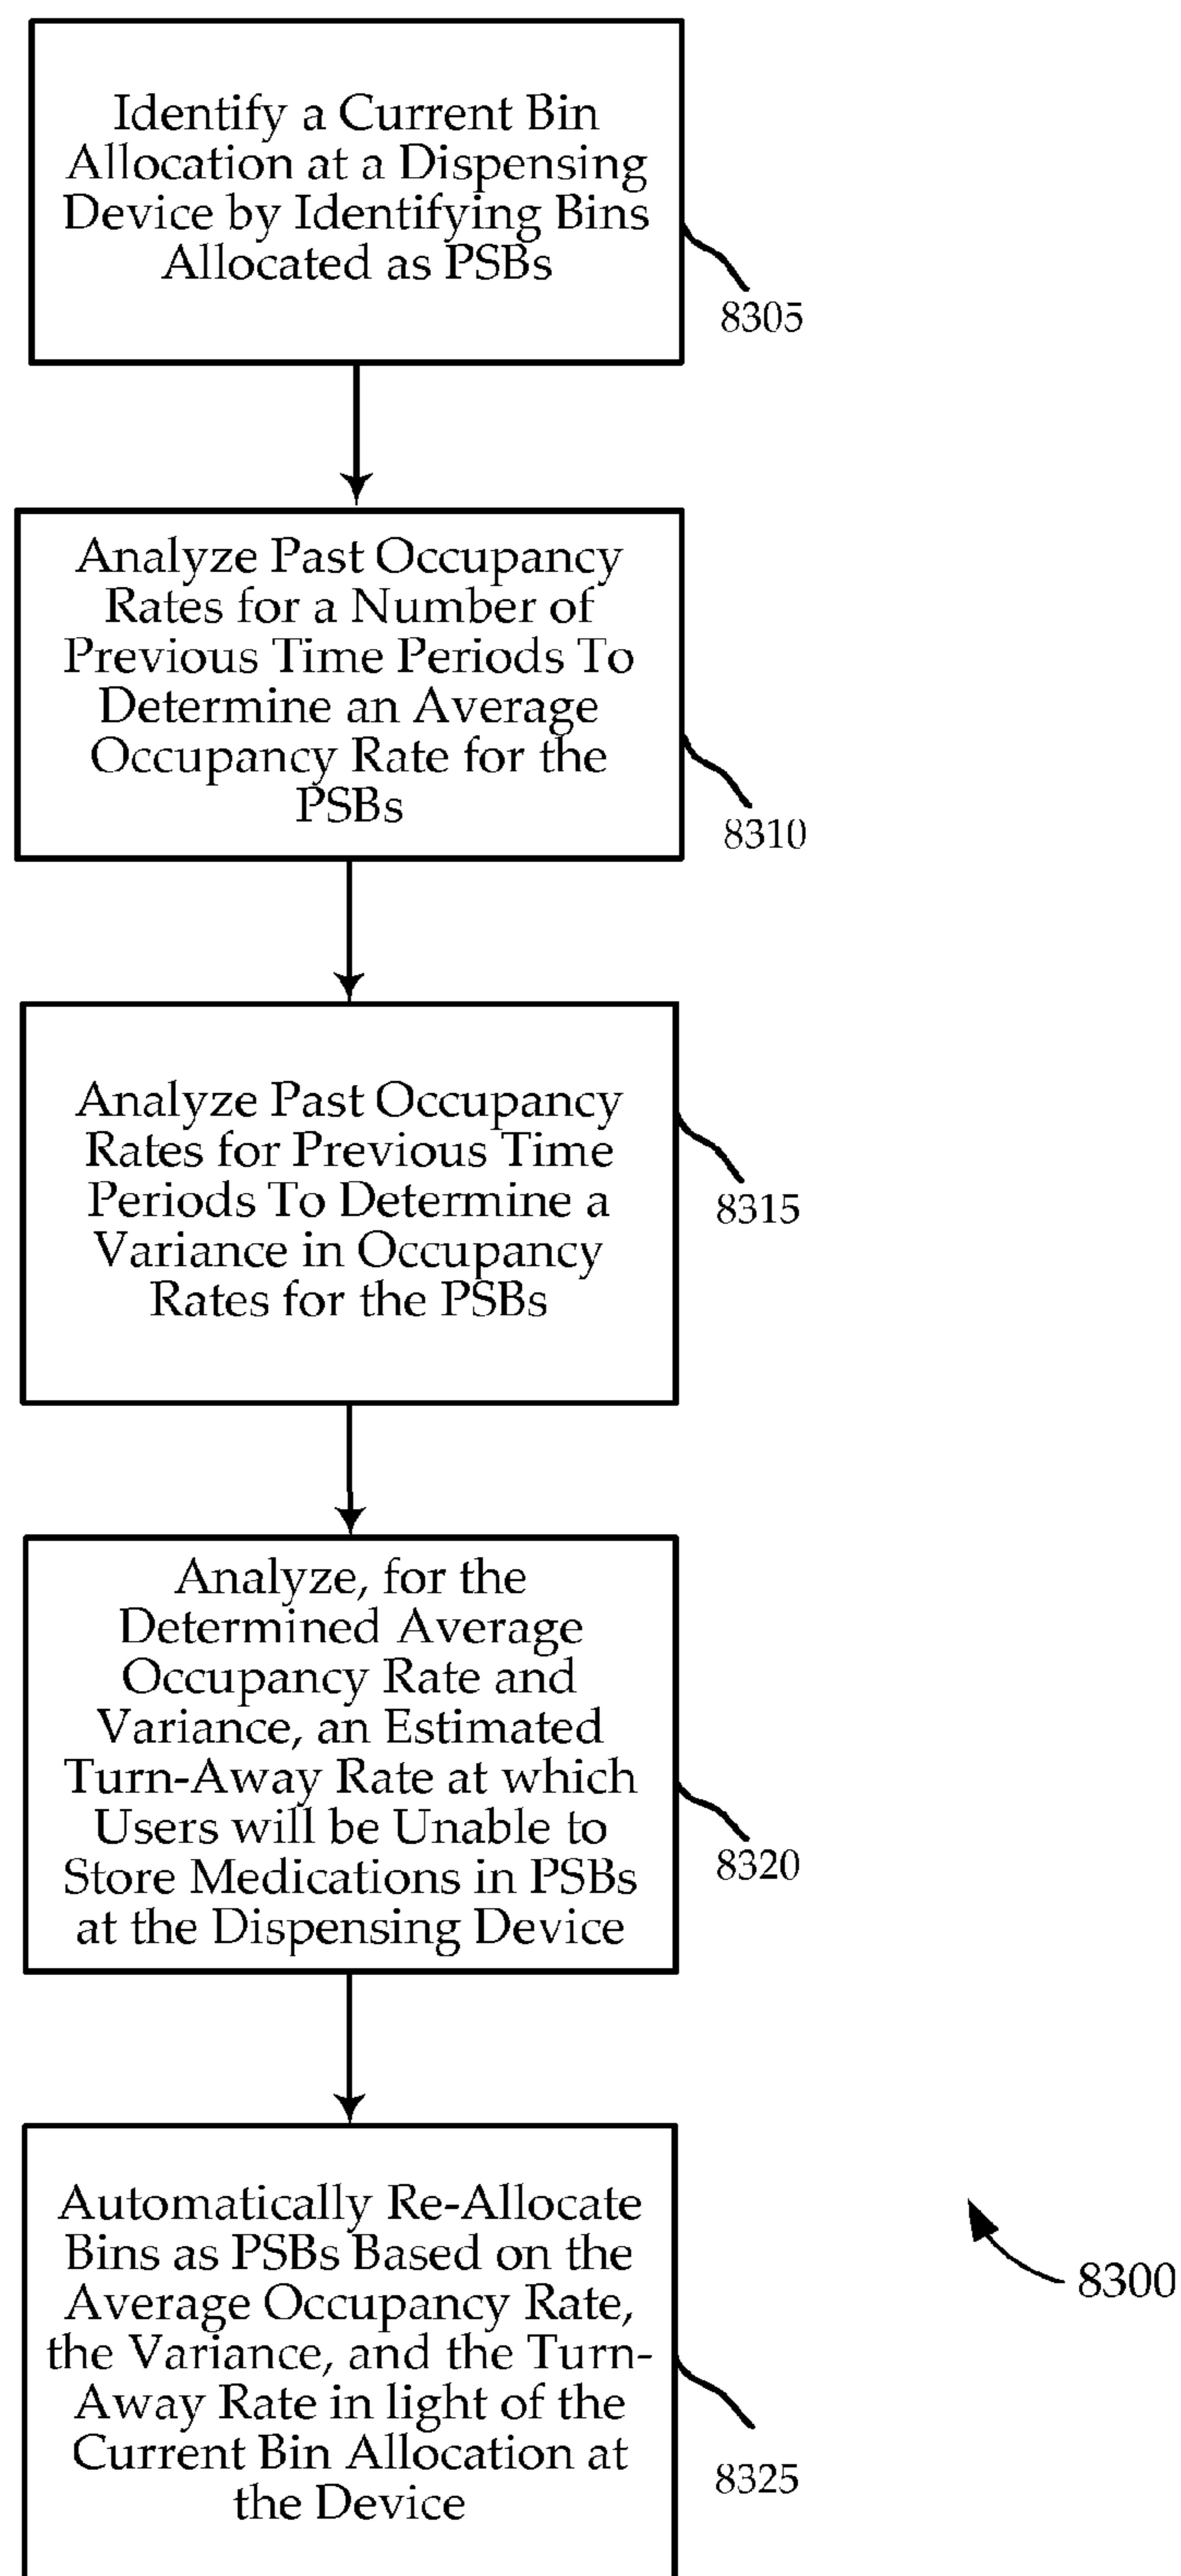 Identify a Current Bin
Allocation at a Dispensing
Device by Identifying Bins
Allocated as PSBs
8305
Analyze Past Occupancy
Rates for a Number of
Previous Time Periods To
Determine an Average
Occupancy Rate for the
PSBs
8310
Analyze Past Occupancy
Rates for Previous Time
Periods To Determine a
Variance in Occupancy
Rates for the PSBs
8315
Analyze, for the
Determined Average
Occupancy Rate and
Variance, an Estimated
Turn-Away Rate at which
Users will be Unable to
Store Medications in PSBs
at the Dispensing Device
8320
Automatically Re-Allocate
Bins as PSBs Based on the
Average Occupancy Rate,
the Variance, and the Turn-
Away Rate in light of the
Current Bin Allocation at
the Device
8325
8300